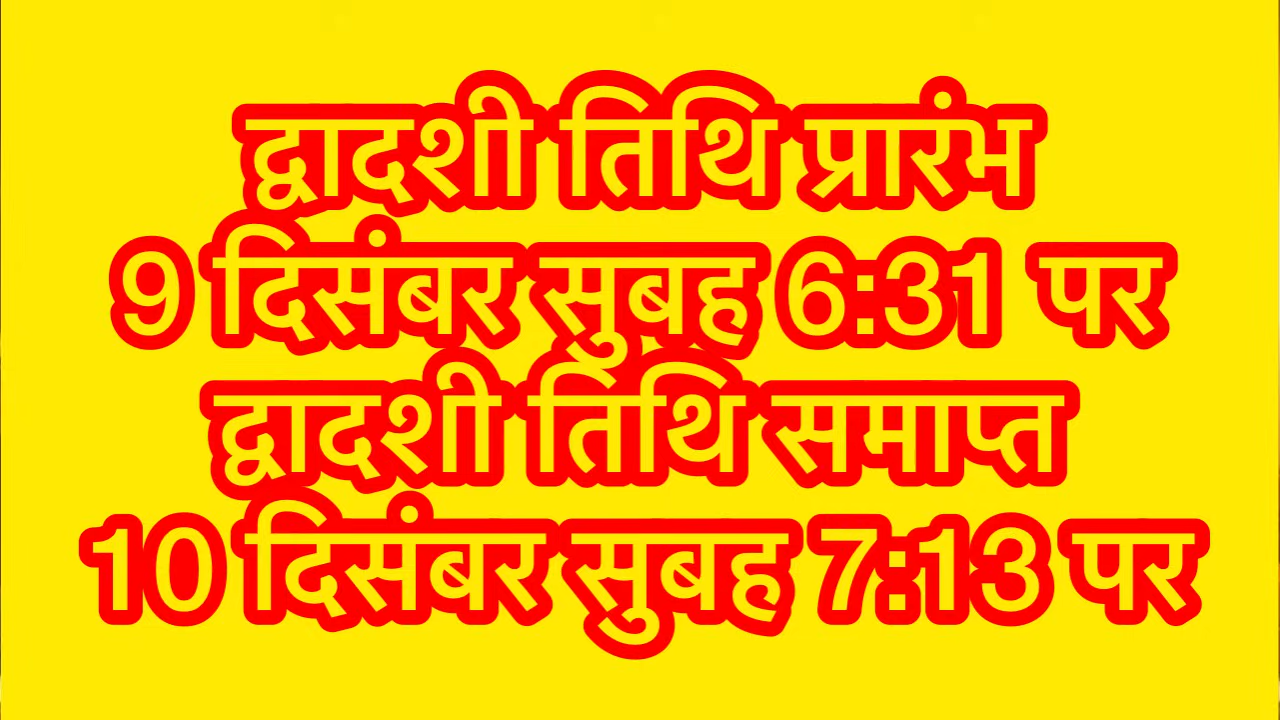 द्वादशी तिथि प्रारंभ
9 दिसंबर सुबह 6:31 पर
द्वादशी तिथि समाप्त
10 दिसंबर सुबह 7:13 पर